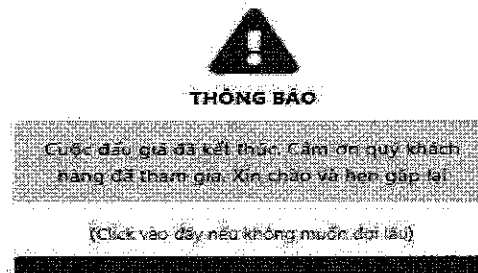 THÔNG BÁO
Cuộc đấu giá đã kết thúc. Cảm ơn quý khách
hàng đã tham gia. Xin chào và hẹn gặp lại
(Click vào đây nếu không muốn đợi lâu)